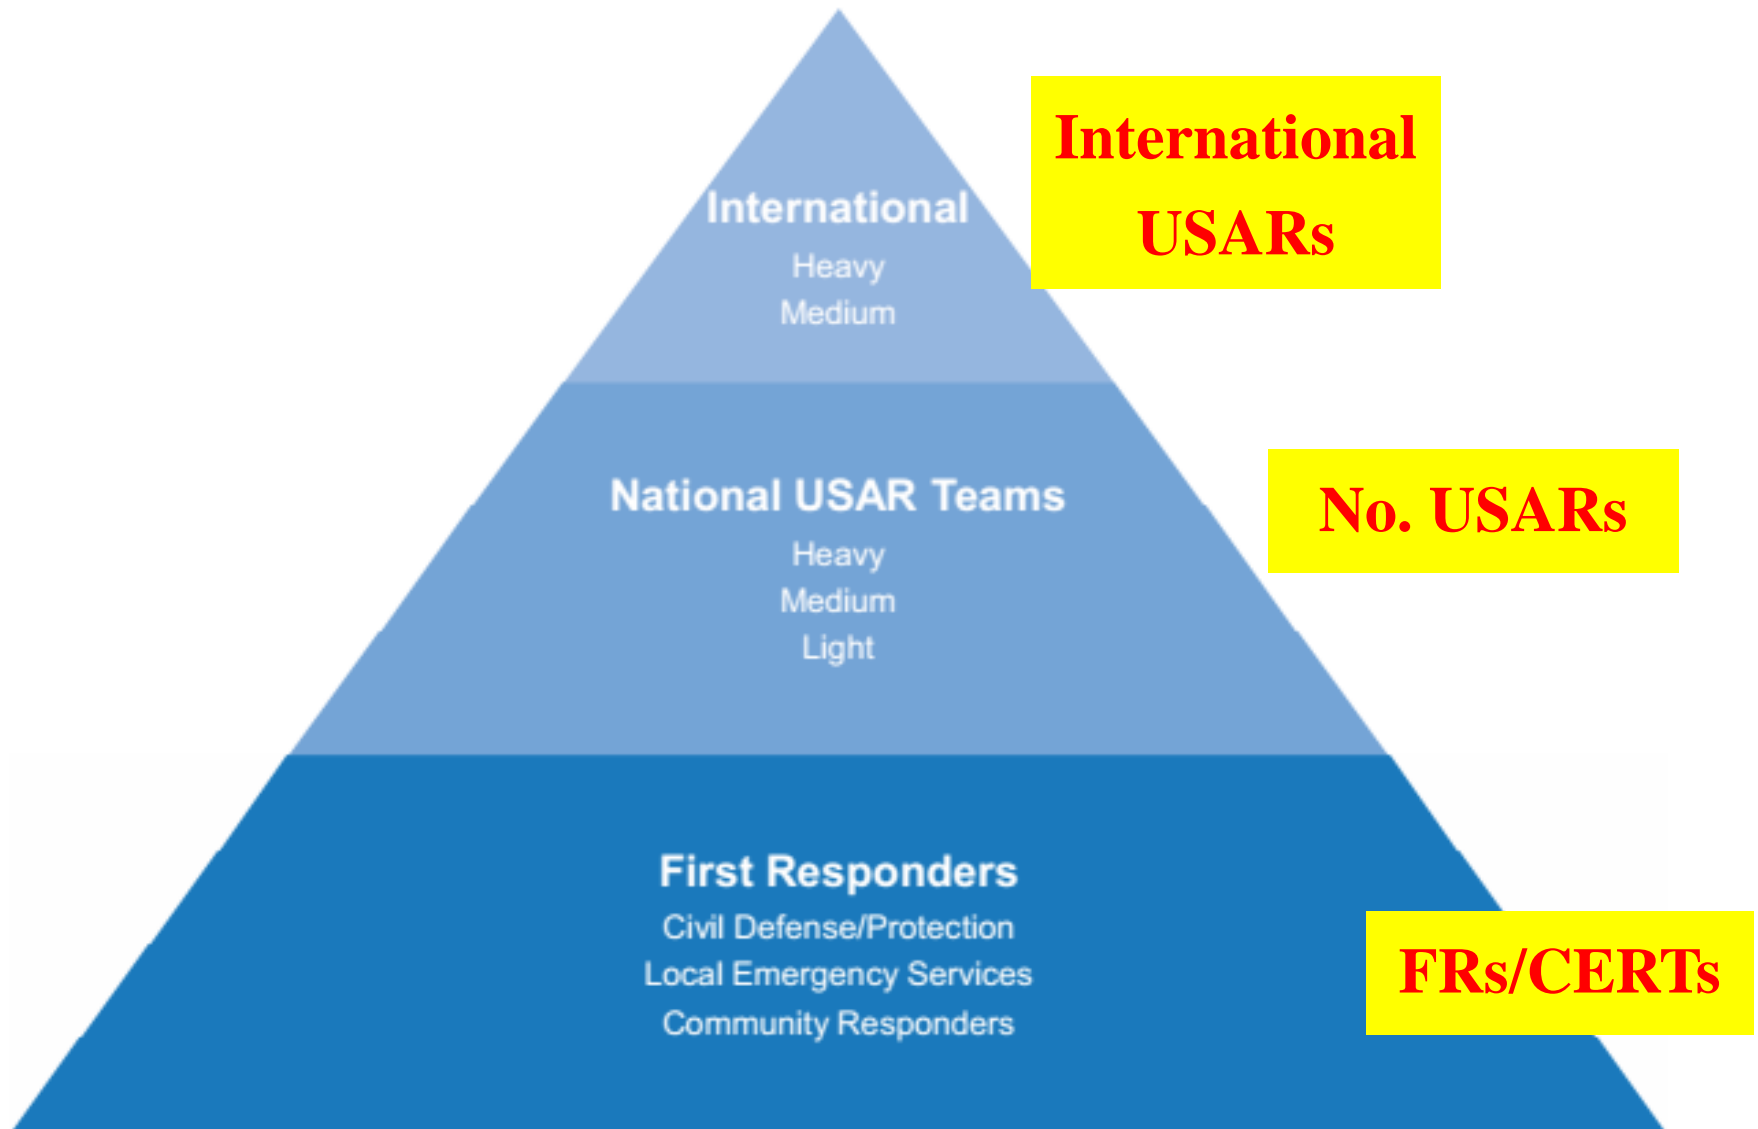 International
USARs
International
Heavy
Medium
National USAR Teams
No. USARs
Heavy
Medium
Light
First Responders
Civil Defense/Protection
Local Emergency Services
Community Responders
FRs/CERTs